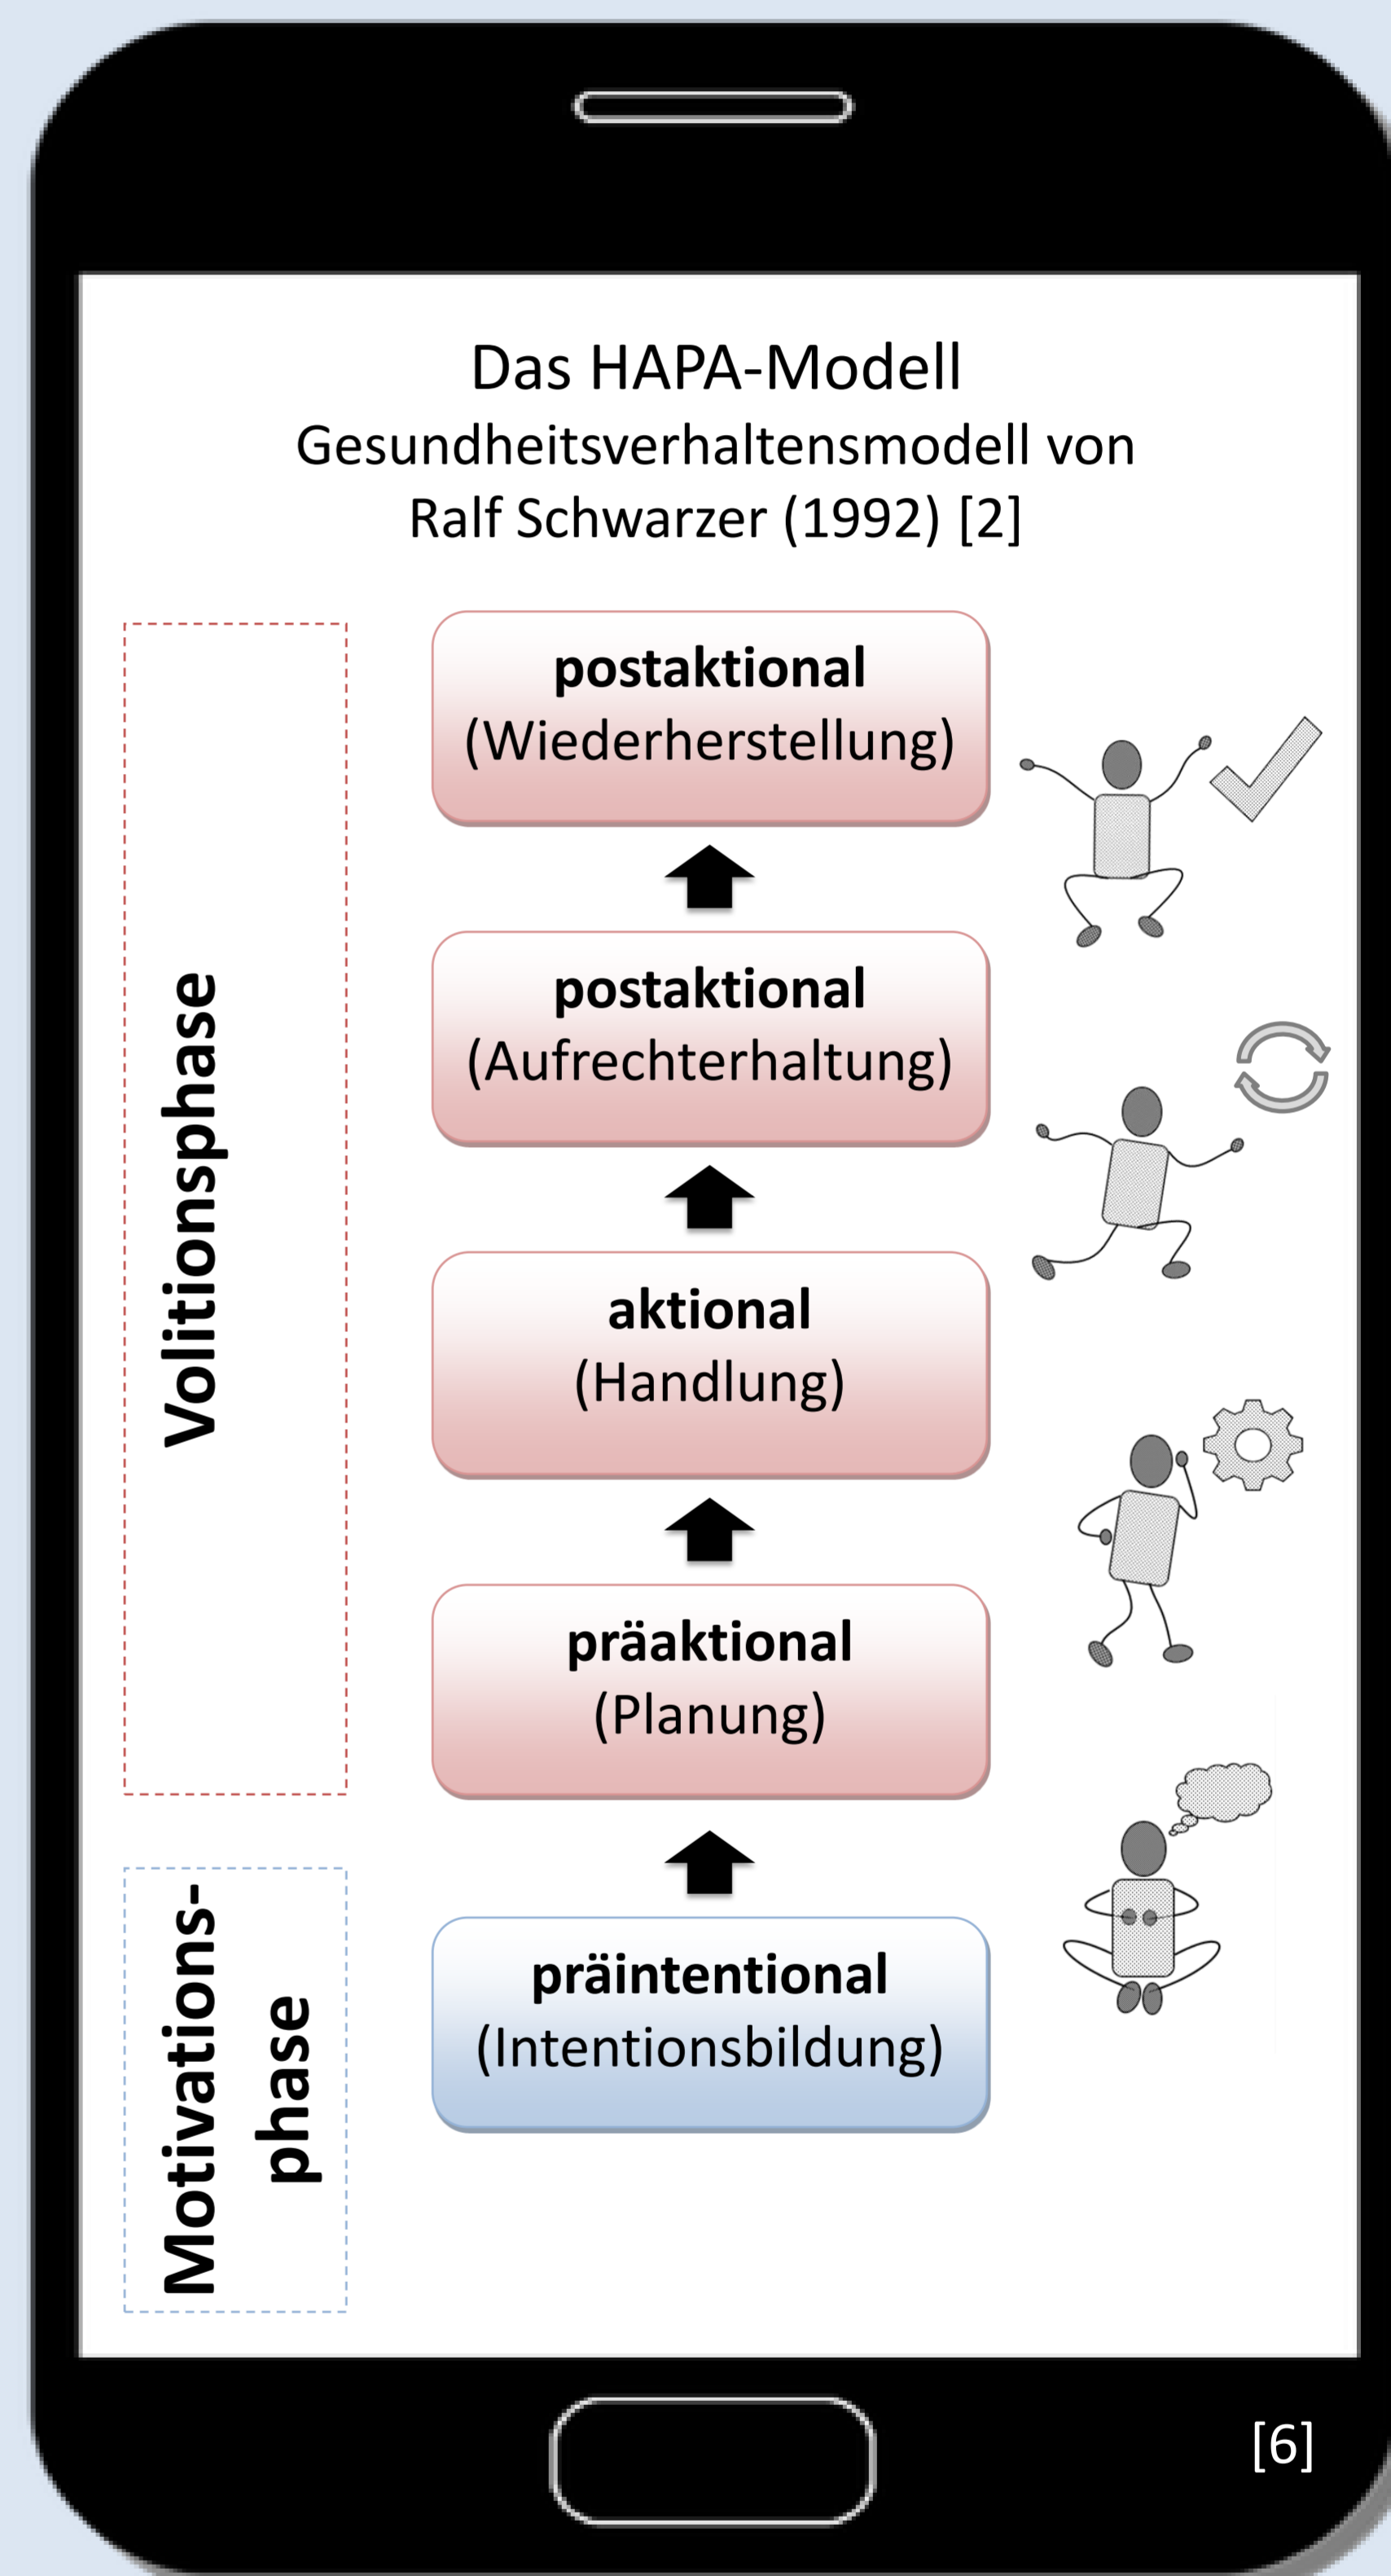 Das HAPA-Modell
Gesundheitsverhaltensmodell von
Ralf Schwarzer (1992) [2]
Volitionsphase
postaktional
(Wiederherstellung)
postaktional
(Aufrechterhaltung)
aktional
(Handlung)
präaktional
(Planung)
Motivations-
phase
präintentional
(Intentionsbildung)
[6]